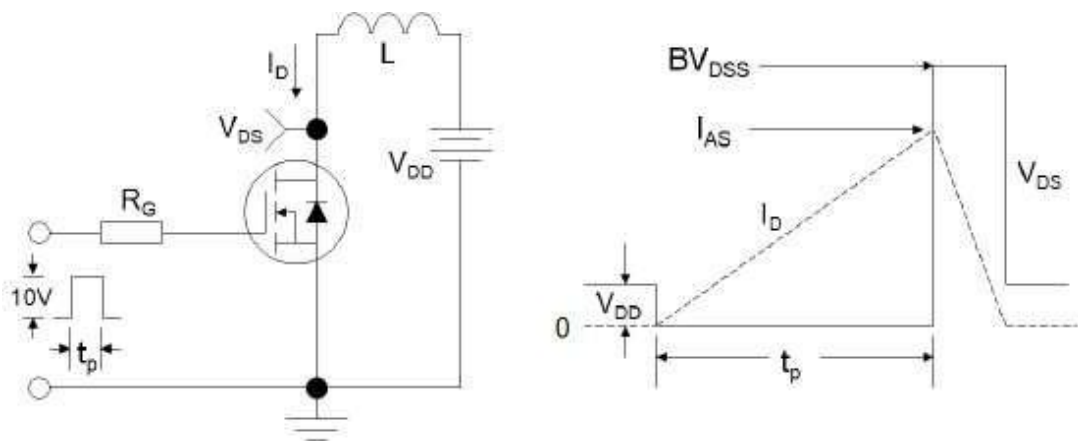 L
I_D
V_DS
V_DD
R_G
10V
t_p
BV_DSS
I_AS
V_DS
I_D
V_DD
0
t_p